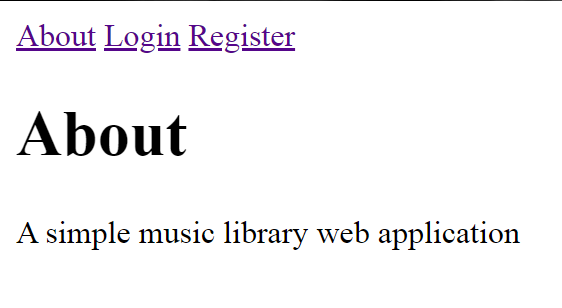 About Login Register
About
A simple music library web application